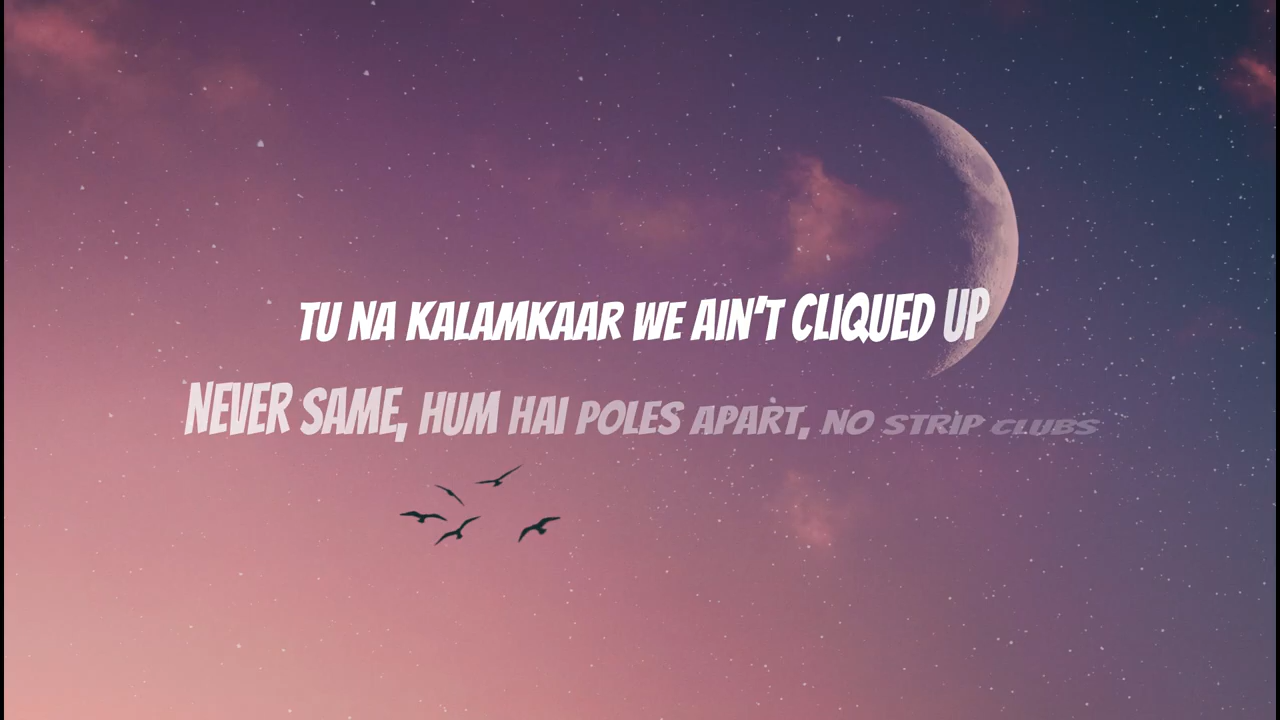 TU NA KALAMKAAR WE AIN'T CLIQUED UP
NEVER SAME, HUM HAI POLES APART, NO STRIP CLUBS